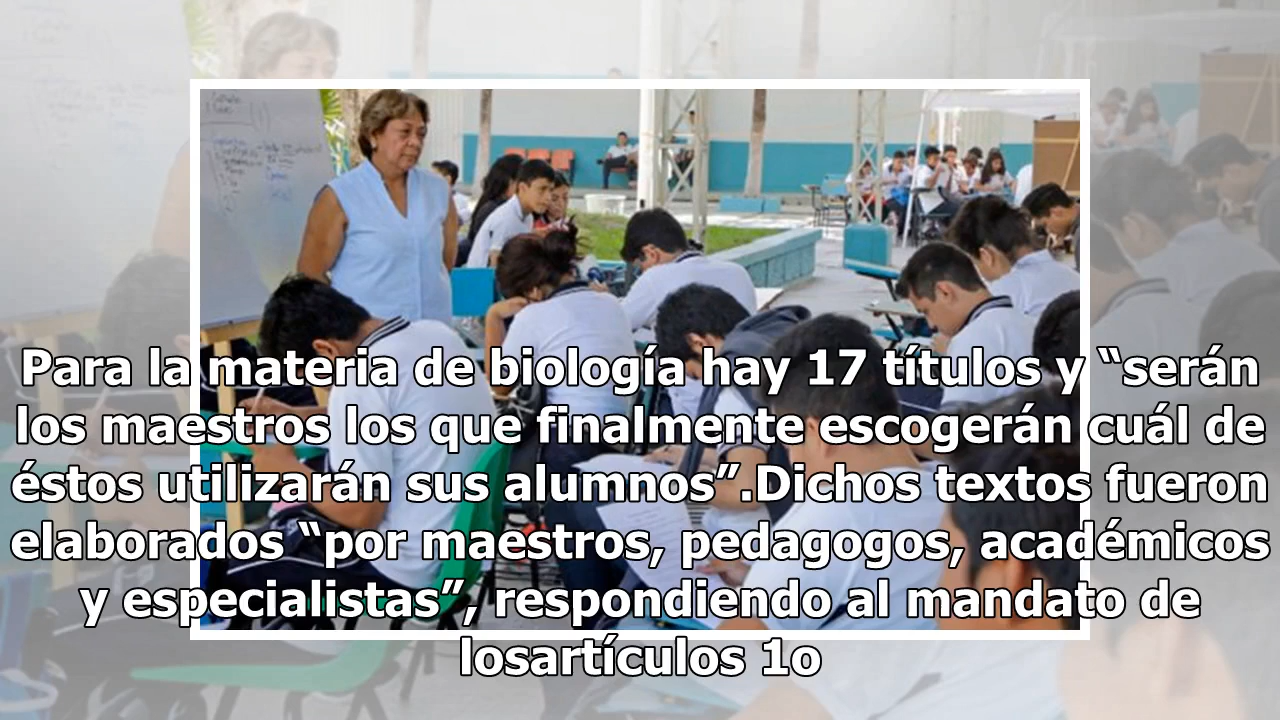 Para la materia de biología hay 17 títulos y “serán
los maestros los que finalmente escogerán cuál de
éstos utilizarán sus alumnos”.Dichos textos fueron
elaborados “por maestros, pedagogos, académicos
y especialistas”, respondiendo al mandato de
losartículos 1o